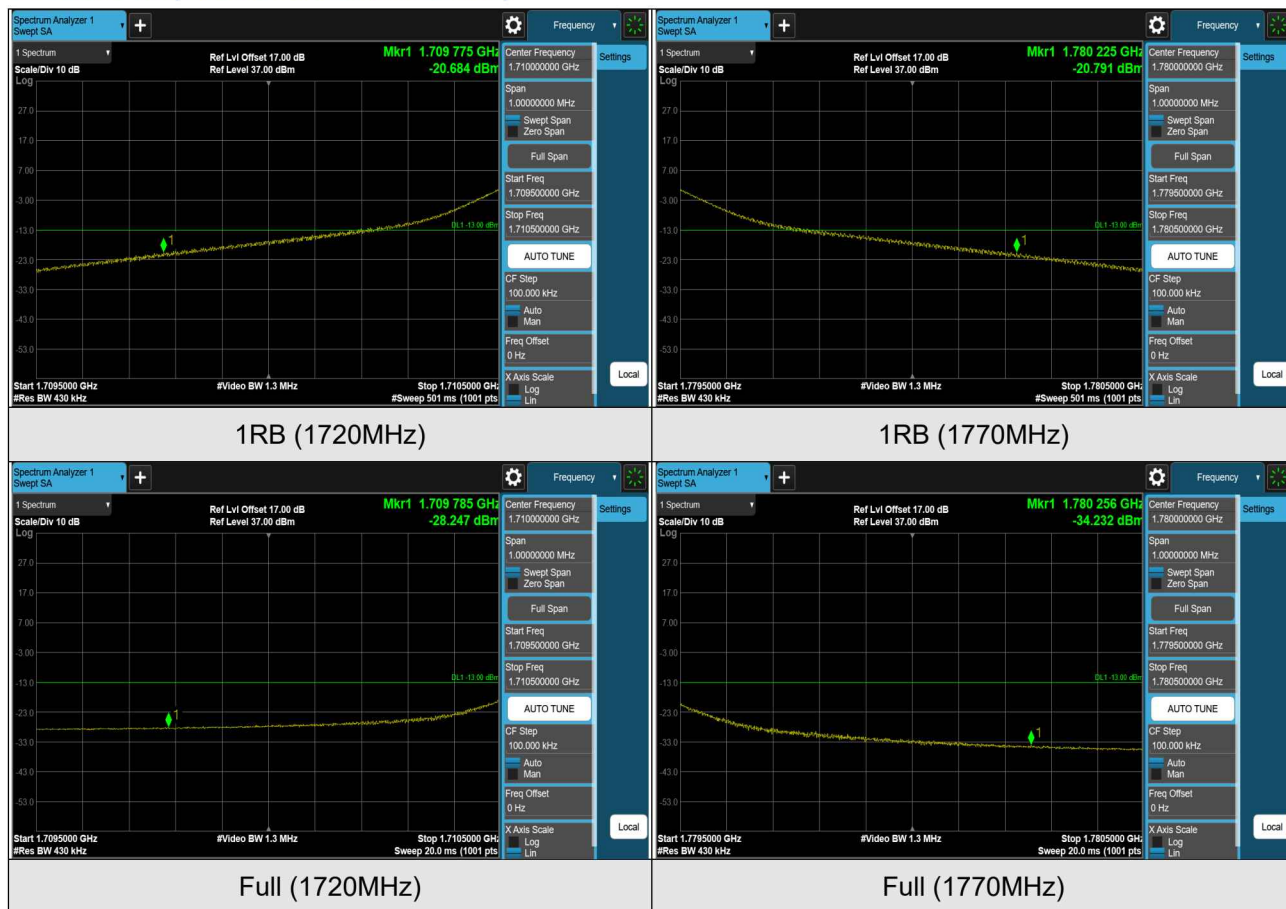 Spectrum Analyzer 1
Swept SA
+
Frequency
1 Spectrum
Scale/Div 10 dB
Log
Ref Lvl Offset 17.00 dB
Ref Level 37.00 dBm
Mkr1 1.709 775 GHz
-20.684 dBm
27.0
17.0
7.00
-3.00
-13.0
-23.0
-33.0
-43.0
-53.0
DL1 -13.00 dBm
1
Start 1.7095000 GHz
#Res BW 430 kHz
#Video BW 1.3 MHz
Stop 1.7105000 GHz
#Sweep 501 ms (1001 pts
Center Frequency
1.710000000 GHz
Settings
Span
1.00000000 MHz
Swept Span
Zero Span
Full Span
Start Freq
1.709500000 GHz
Stop Freq
1.710500000 GHz
AUTO TUNE
CF Step
100.000 kHz
Auto
Man
Freq Offset
0 Hz
X Axis Scale
Log
Lin
Local
Spectrum Analyzer 1
Swept SA
+
Frequency
1 Spectrum
Scale/Div 10 dB
Log
Ref Lvl Offset 17.00 dB
Ref Level 37.00 dBm
Mkr1 1.780 225 GHz
-20.791 dBm
27.0
17.0
7.00
-3.00
-13.0
-23.0
-33.0
-43.0
-53.0
DL1 -13.00 dBm
1
Start 1.7795000 GHz
#Res BW 430 kHz
#Video BW 1.3 MHz
Stop 1.7805000 GHz
#Sweep 501 ms (1001 pts
Center Frequency
1.780000000 GHz
Settings
Span
1.00000000 MHz
Swept Span
Zero Span
Full Span
Start Freq
1.779500000 GHz
Stop Freq
1.780500000 GHz
AUTO TUNE
CF Step
100.000 kHz
Auto
Man
Freq Offset
0 Hz
X Axis Scale
Log
Lin
Local
1RB (1720MHz)
1RB (1770MHz)
Spectrum Analyzer 1
Swept SA
+
Frequency
1 Spectrum
Scale/Div 10 dB
Log
Ref Lvl Offset 17.00 dB
Ref Level 37.00 dBm
Mkr1 1.709 785 GHz
-28.247 dBm
27.0
17.0
7.00
-3.00
-13.0
-23.0
-33.0
-43.0
-53.0
DL1 -13.00 dBm
1
Start 1.7095000 GHz
#Res BW 430 kHz
#Video BW 1.3 MHz
Stop 1.7105000 GHz
Sweep 20.0 ms (1001 pts
Center Frequency
1.710000000 GHz
Settings
Span
1.00000000 MHz
Swept Span
Zero Span
Full Span
Start Freq
1.709500000 GHz
Stop Freq
1.710500000 GHz
AUTO TUNE
CF Step
100.000 kHz
Auto
Man
Freq Offset
0 Hz
X Axis Scale
Log
Lin
Local
Spectrum Analyzer 1
Swept SA
+
Frequency
1 Spectrum
Scale/Div 10 dB
Log
Ref Lvl Offset 17.00 dB
Ref Level 37.00 dBm
Mkr1 1.780 256 GHz
-34.232 dBm
27.0
17.0
7.00
-3.00
-13.0
-23.0
-33.0
-43.0
-53.0
DL1 -13.00 dBm
1
Start 1.7795000 GHz
#Res BW 430 kHz
#Video BW 1.3 MHz
Stop 1.7805000 GHz
Sweep 20.0 ms (1001 pts
Center Frequency
1.780000000 GHz
Settings
Span
1.00000000 MHz
Swept Span
Zero Span
Full Span
Start Freq
1.779500000 GHz
Stop Freq
1.780500000 GHz
AUTO TUNE
CF Step
100.000 kHz
Auto
Man
Freq Offset
0 Hz
X Axis Scale
Log
Lin
Local
Full (1720MHz)
Full (1770MHz)